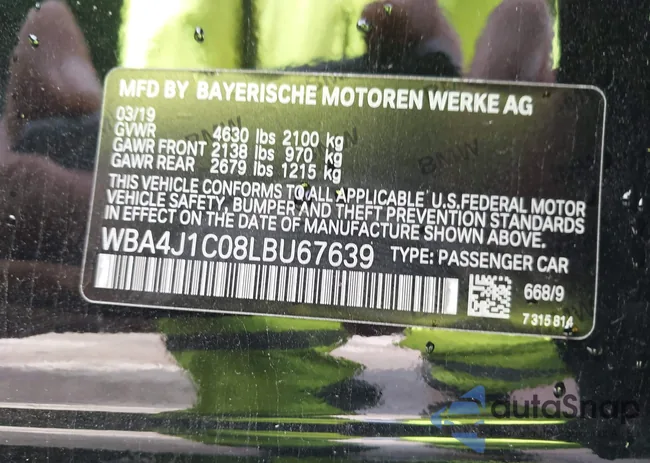 MFD BY BAYERISCHE MOTOREN WERKE AG
03/19
GVWR 4630 lbs 2100 kg
GAWR FRONT 2138 lbs 970 kg
GAWR REAR 2679 lbs 1215 kg
THIS VEHICLE CONFORMS TO ALL APPLICABLE U.S.FEDERAL MOTOR
VEHICLE SAFETY, BUMPER AND THEFT PREVENTION STANDARDS
IN EFFECT ON THE DATE OF MANUFACTURE SHOWN ABOVE.
WBA4J1C08LBU67639 TYPE: PASSENGER CAR
668/9
7 315 814
autoSnap